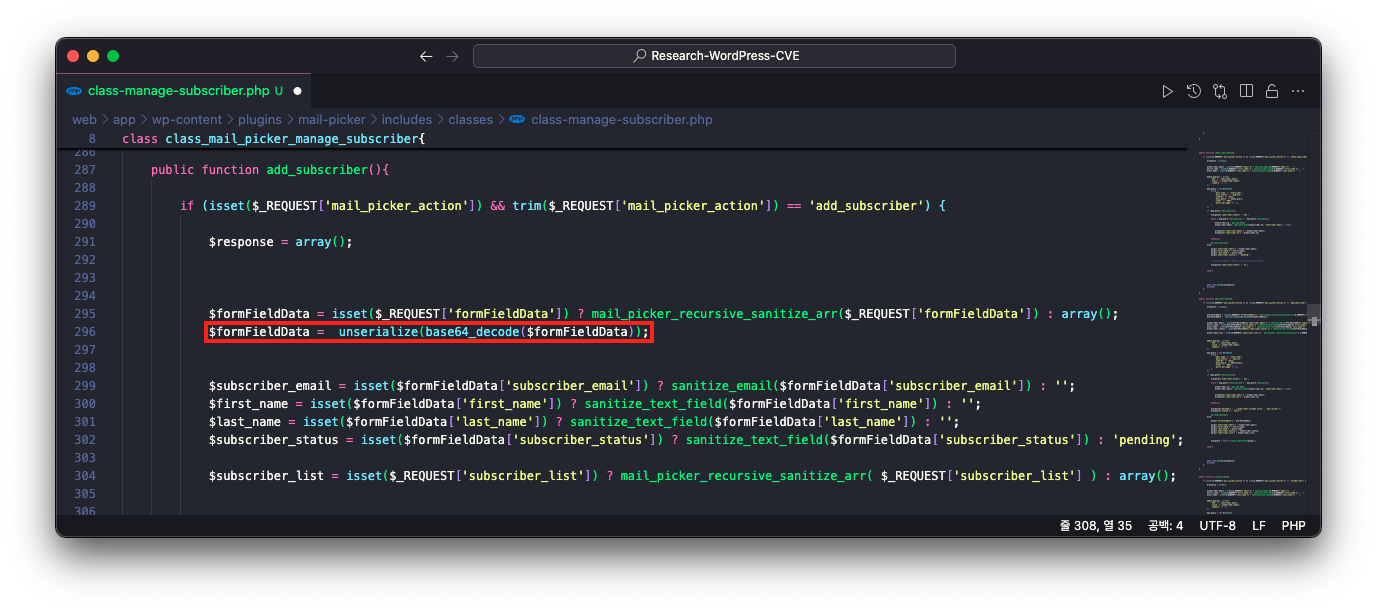 Research-WordPress-CVE
class-manage-subscriber.php U
web > app > wp-content > plugins > mail-picker > includes > classes > class-manage-subscriber.php
8 class class_mail_picker_manage_subscriber{
286
287 public function add_subscriber(){
288
289 if (isset($_REQUEST['mail_picker_action']) && trim($_REQUEST['mail_picker_action']) == 'add_subscriber') {
290
291 $response = array();
292
293
294
295 $formFieldData = isset($_REQUEST['formFieldData']) ? mail_picker_recursive_sanitize_arr($_REQUEST['formFieldData']) : array();
296 $formFieldData =  unserialize(base64_decode($formFieldData));
297
298
299 $subscriber_email = isset($formFieldData['subscriber_email']) ? sanitize_email($formFieldData['subscriber_email']) : '';
300 $first_name = isset($formFieldData['first_name']) ? sanitize_text_field($formFieldData['first_name']) : '';
301 $last_name = isset($formFieldData['last_name']) ? sanitize_text_field($formFieldData['last_name']) : '';
302 $subscriber_status = isset($formFieldData['subscriber_status']) ? sanitize_text_field($formFieldData['subscriber_status']) : 'pending';
303
304 $subscriber_list = isset($_REQUEST['subscriber_list']) ? mail_picker_recursive_sanitize_arr( $_REQUEST['subscriber_list'] ) : array();
305
306
줄 308, 열 35 공백: 4 UTF-8 LF PHP